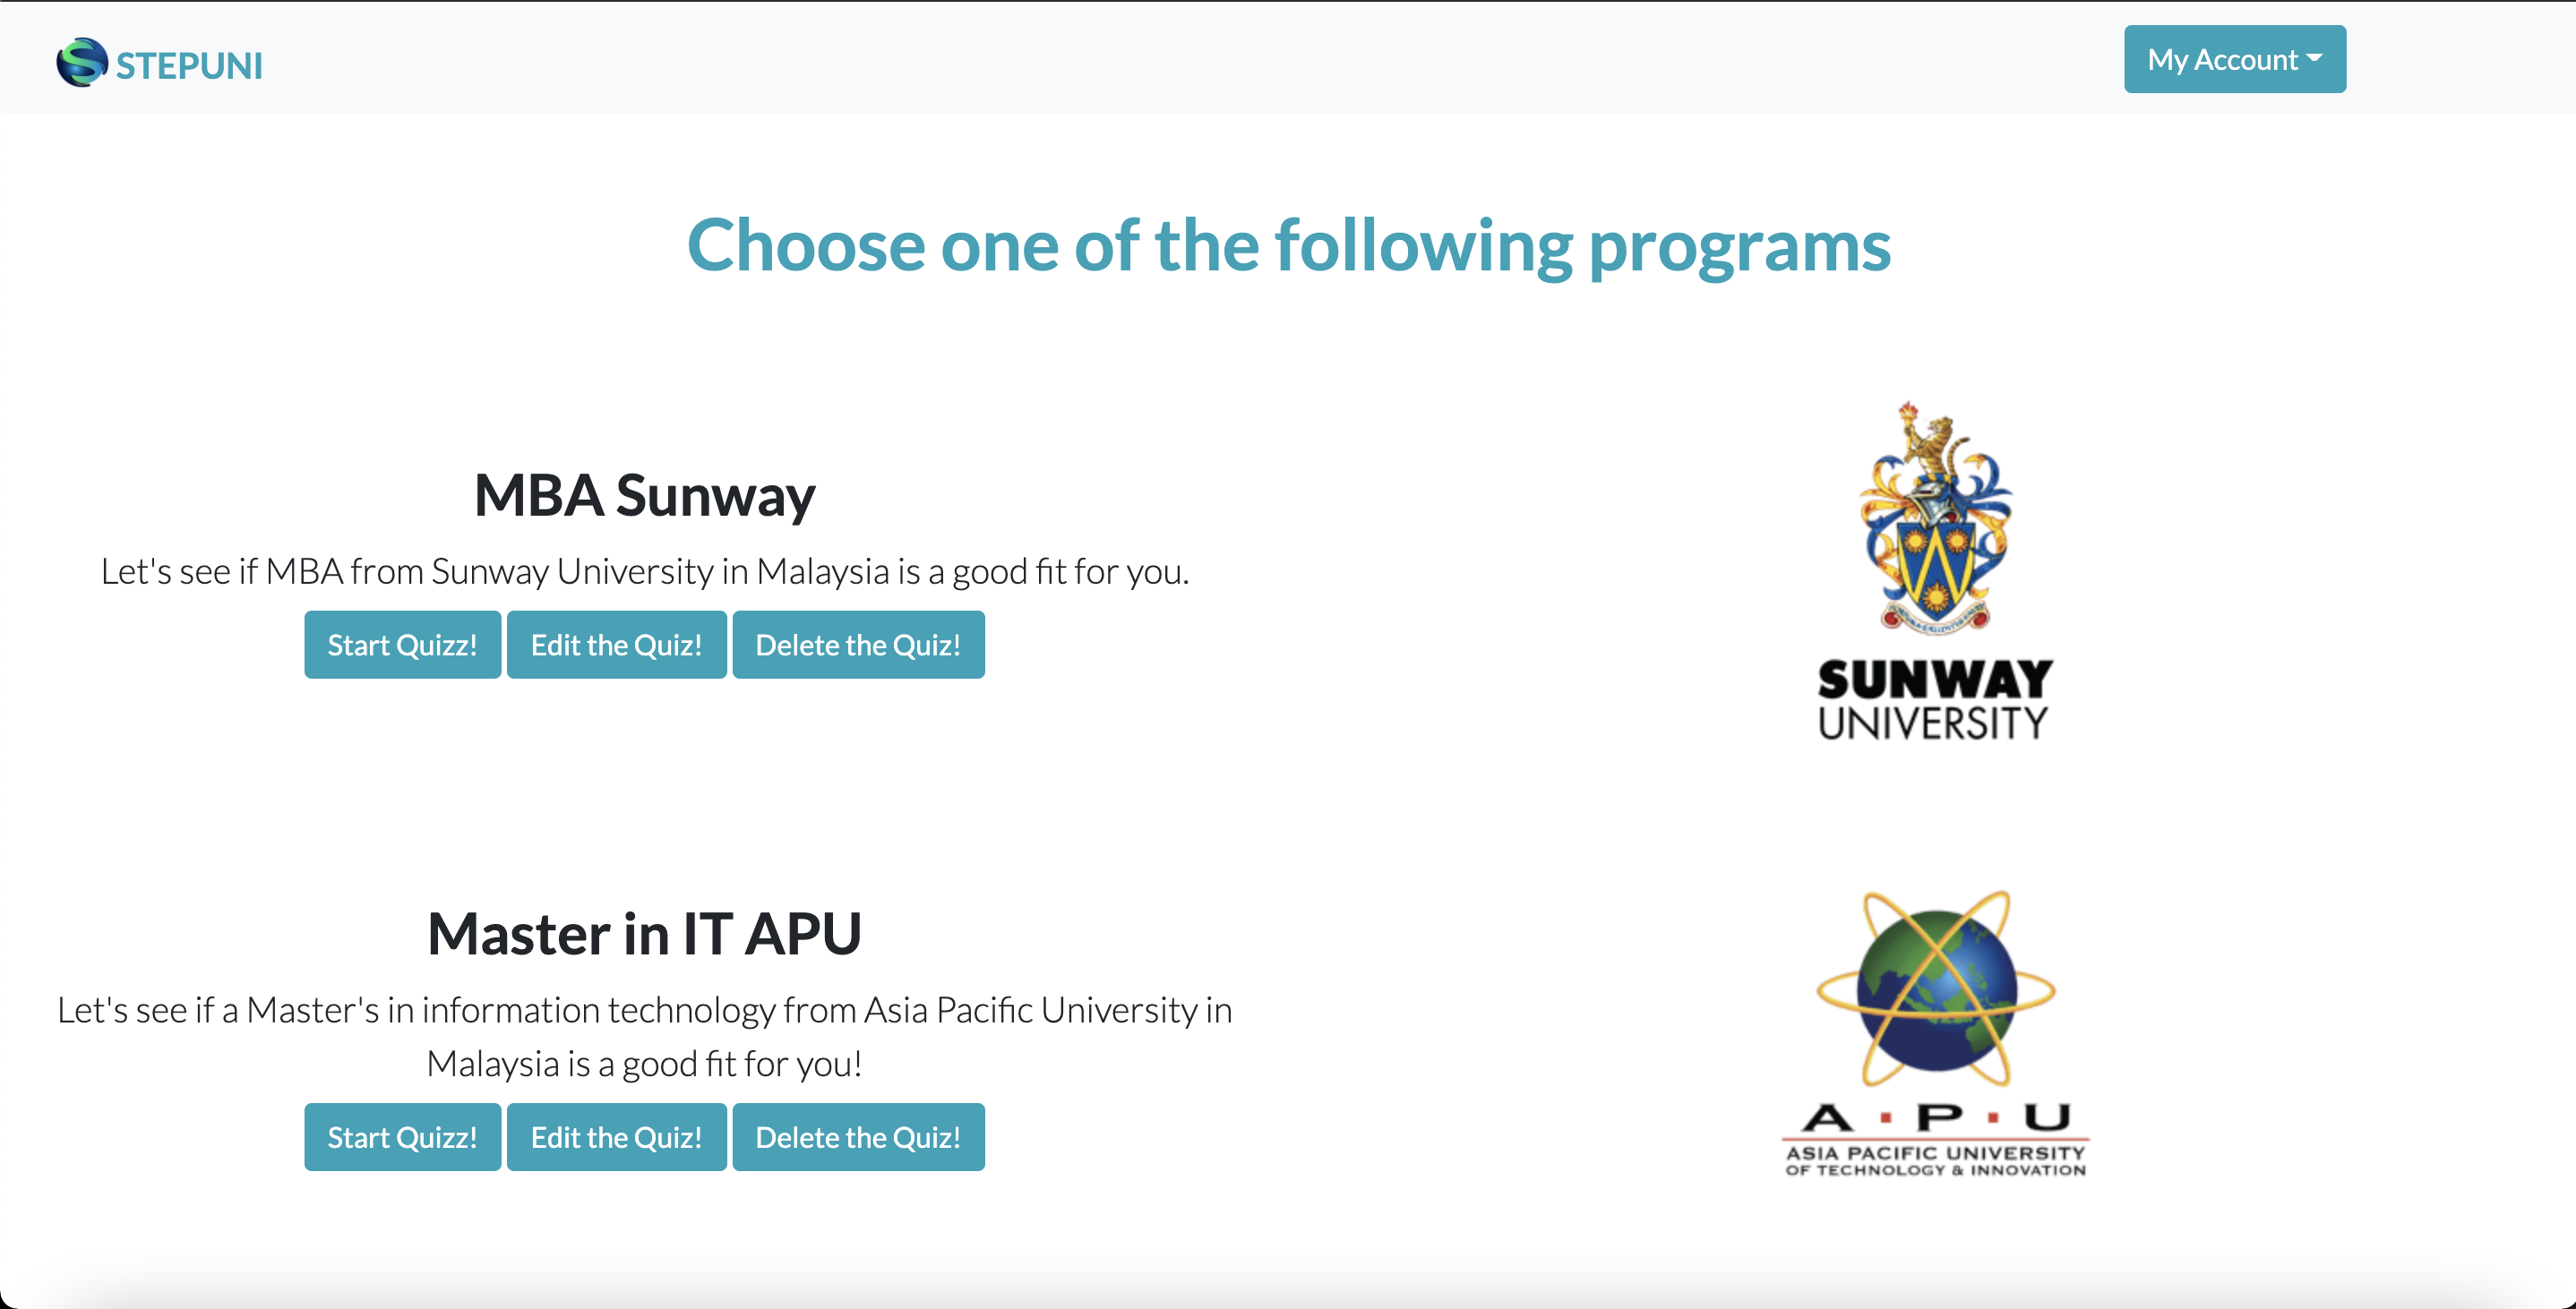 STEPUNI
My Account
Choose one of the following programs
MBA Sunway
Let's see if MBA from Sunway University in Malaysia is a good fit for you.
Start Quizz! Edit the Quiz! Delete the Quiz!
SUNWAY
UNIVERSITY
Master in IT APU
Let's see if a Master's in information technology from Asia Pacific University in
Malaysia is a good fit for you!
Start Quizz! Edit the Quiz! Delete the Quiz!
A · P · U
ASIA PACIFIC UNIVERSITY
OF TECHNOLOGY & INNOVATION